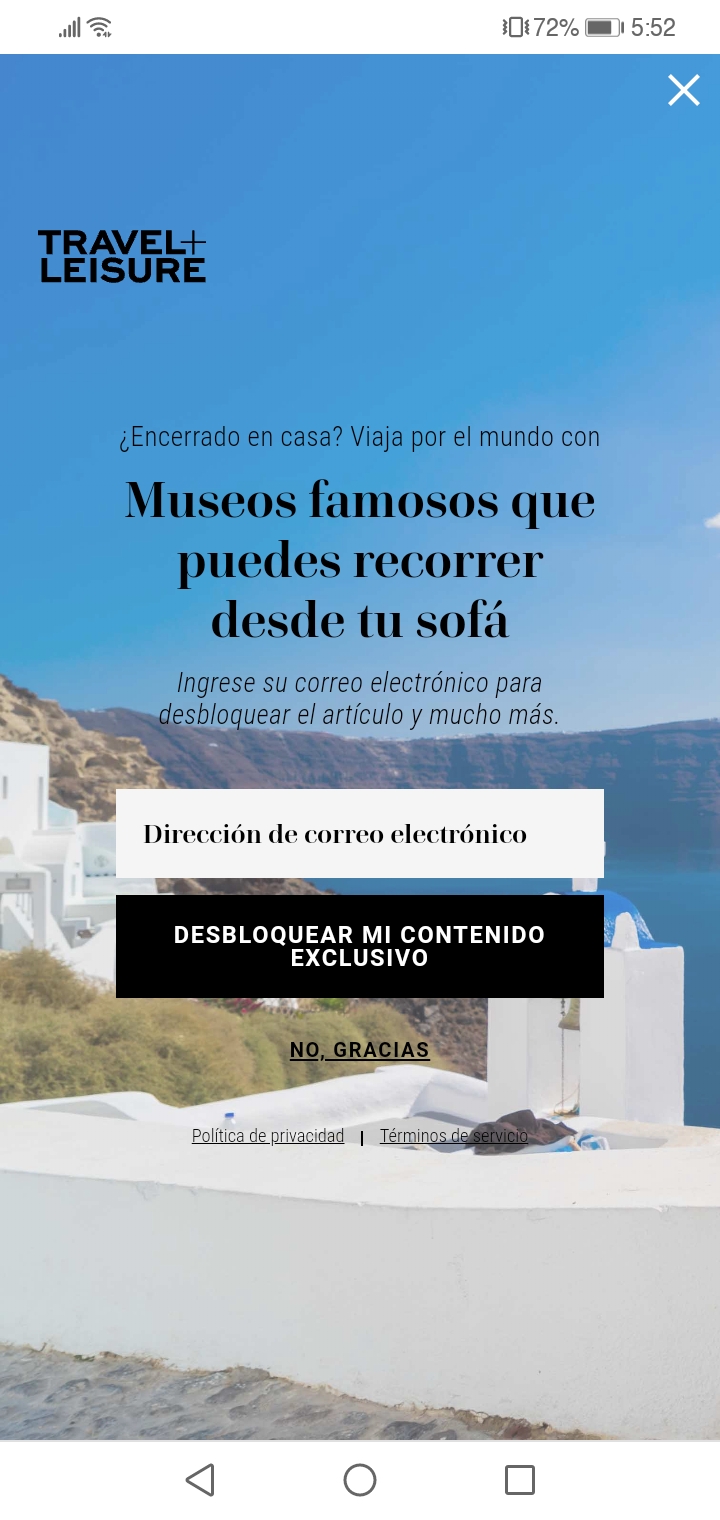 72% 5:52
TRAVEL+
LEISURE
¿Encerrado en casa? Viaja por el mundo con
Museos famosos que
puedes recorrer
desde tu sofá
Ingrese su correo electrónico para
desbloquear el artículo y mucho más.
Dirección de correo electrónico
DESBLOQUEAR MI CONTENIDO
EXCLUSIVO
NO, GRACIAS
Política de privacidad | Términos de servicio